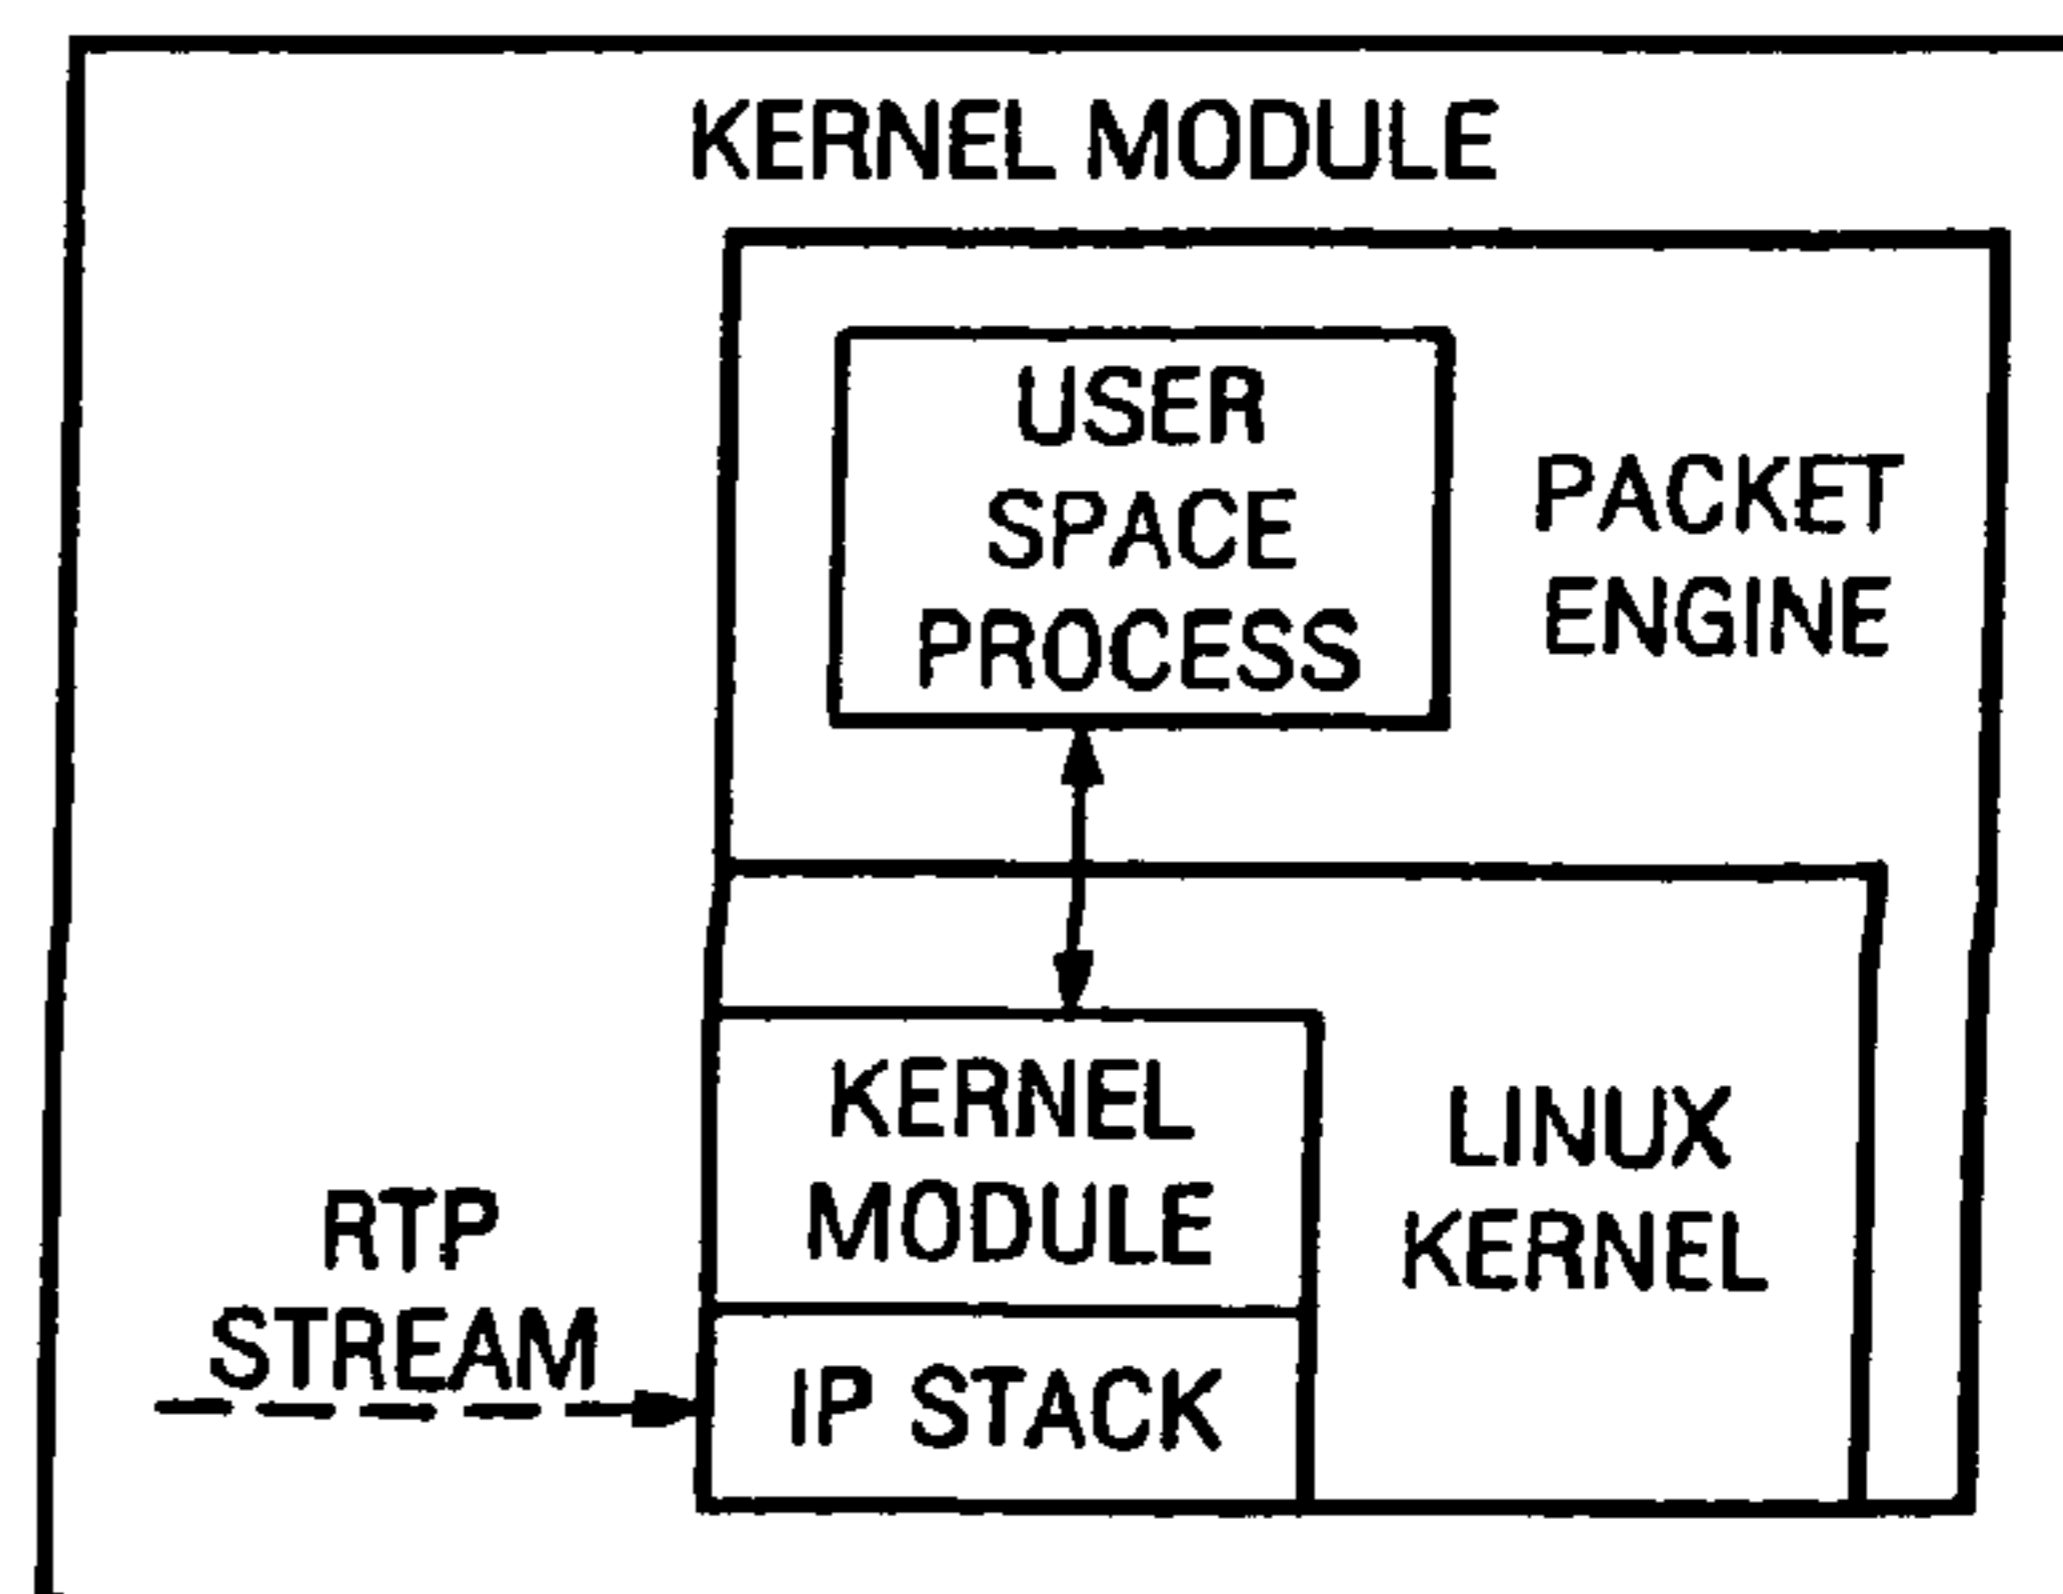 KERNEL MODULE
USER
SPACE
PROCESS
PACKET
ENGINE
KERNEL
MODULE
LINUX
KERNEL
RTP
STREAM
IP STACK